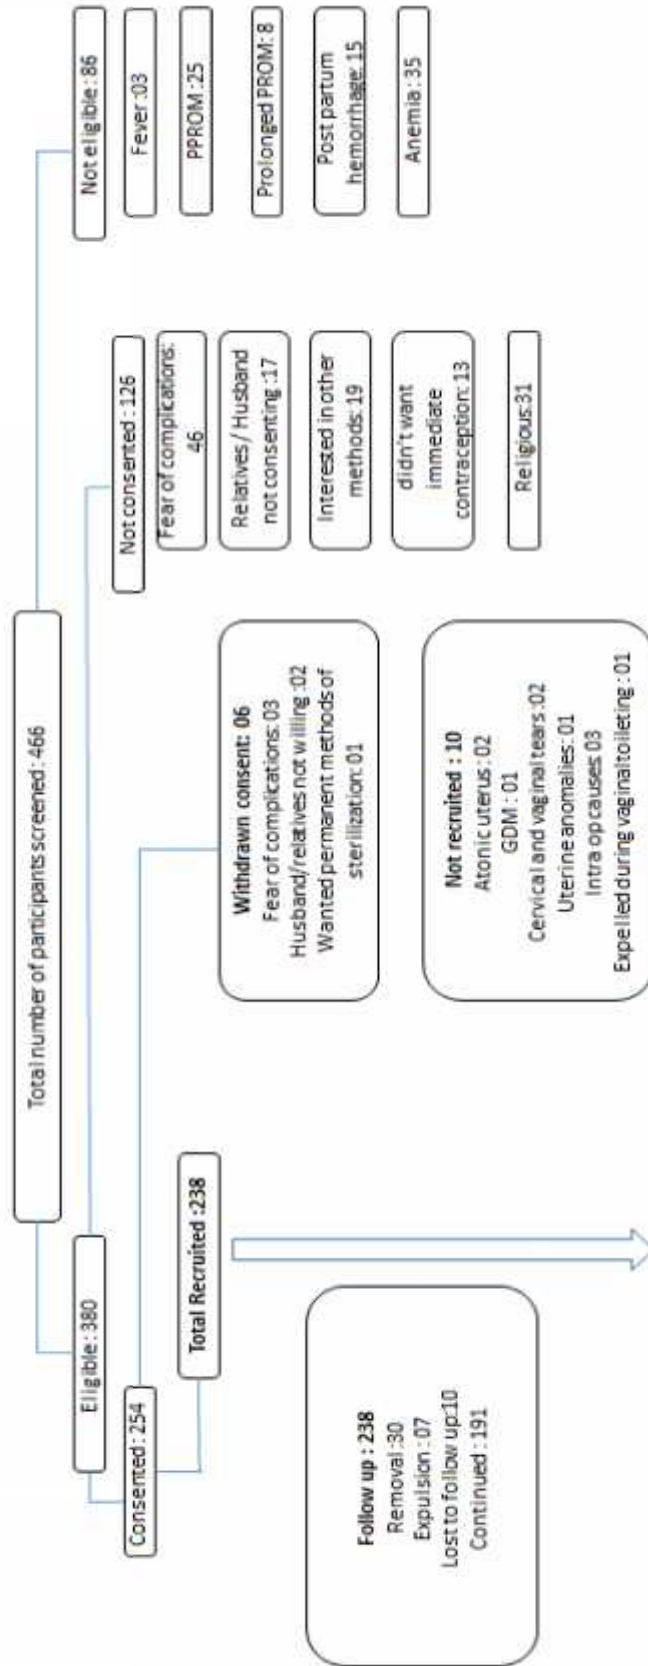 Total number of participants screened : 466
Eligible : 380
Not eligible : 86
Consented : 254
Not consented : 126
Fever :03
PPROM :25
Prolonged PROM: 8
Post partum
hemorrhage: 15
Anemia : 35
Fear of complications:
46
Relatives / Husband
not consenting :17
Interested in other
methods: 19
didn't want
immediate
contraception: 13
Religious:31
Total Recruited :238
Withdrawn consent: 06
Fear of complications: 03
Husband/relatives not willing :02
Wanted permanent methods of
sterilization: 01
Not recruited : 10
Atonic uterus : 02
GDM : 01
Cervical and vaginal tears :02
Uterine anomalies: 01
Intra op causes 03
Expelled during vaginal toileting : 01
Follow up : 238
Removal :30
Expulsion : 07
Lost to follow up:10
Continued : 191